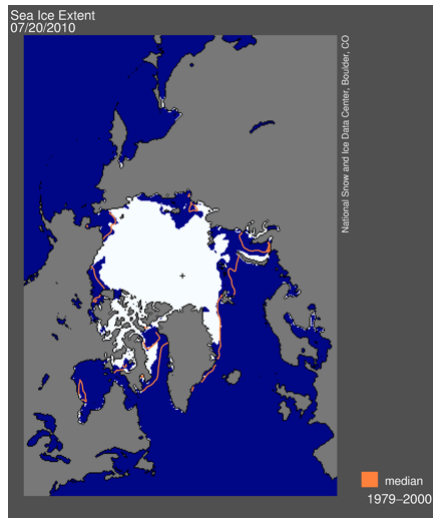 Sea Ice Extent
07/20/2010
National Snow and Ice Data Center, Boulder, CO
median
1979–2000